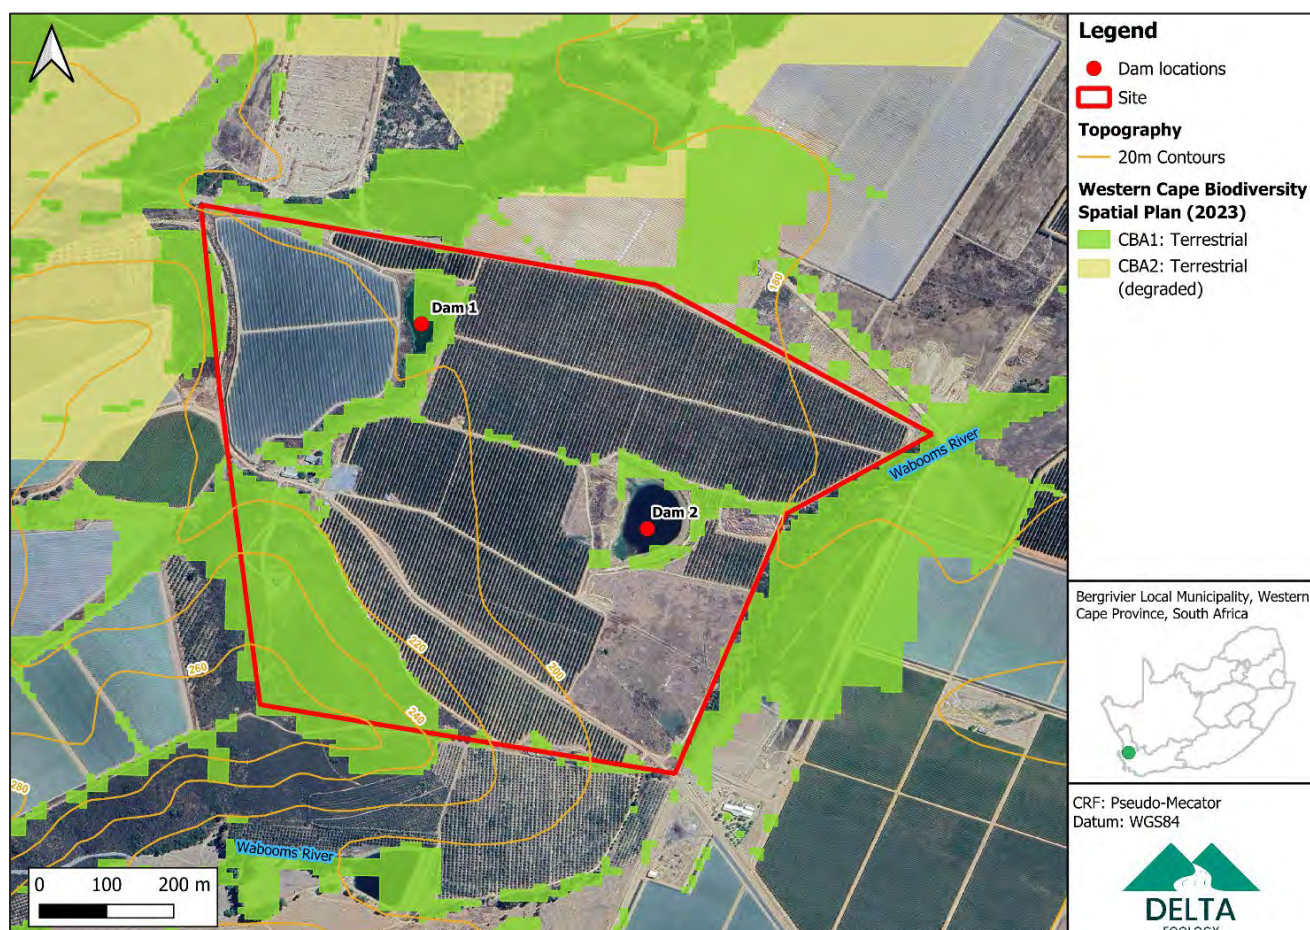 Legend
Dam locations
Site
Topography
20m Contours
Western Cape Biodiversity
Spatial Plan (2023)
CBA1: Terrestrial
CBA2: Terrestrial
(degraded)
Dam 1
Dam 2
180
200
220
240
260
280
Wabooms River
Wabooms River
0 100 200 m
Bergrivier Local Municipality, Western
Cape Province, South Africa
CRF: Pseudo-Mecator
Datum: WGS84
DELTA
ECOLOGY